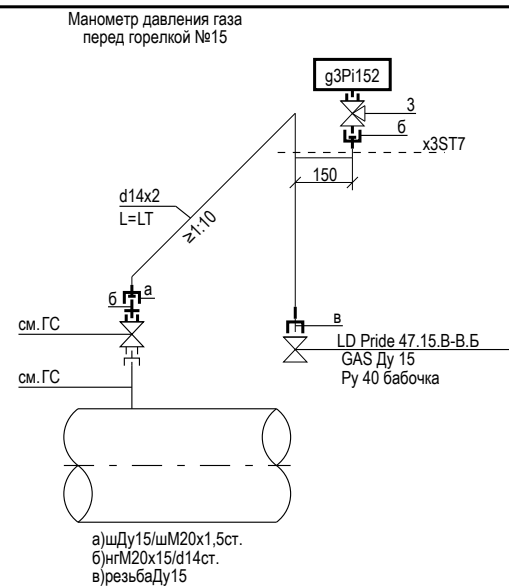 Манометр давления газа
перед горелкой №15
g3Pi152
3
б
x3ST7
150
d14x2
L=LT
≥1:10
а
б
см.ГС
в
LD Pride 47.15.В-В.Б
GAS Ду 15
Ру 40 бабочка
см.ГС
а)шДу15/шМ20х1,5ст.
б)нгМ20х15/d14ст.
в)резьбаДу15